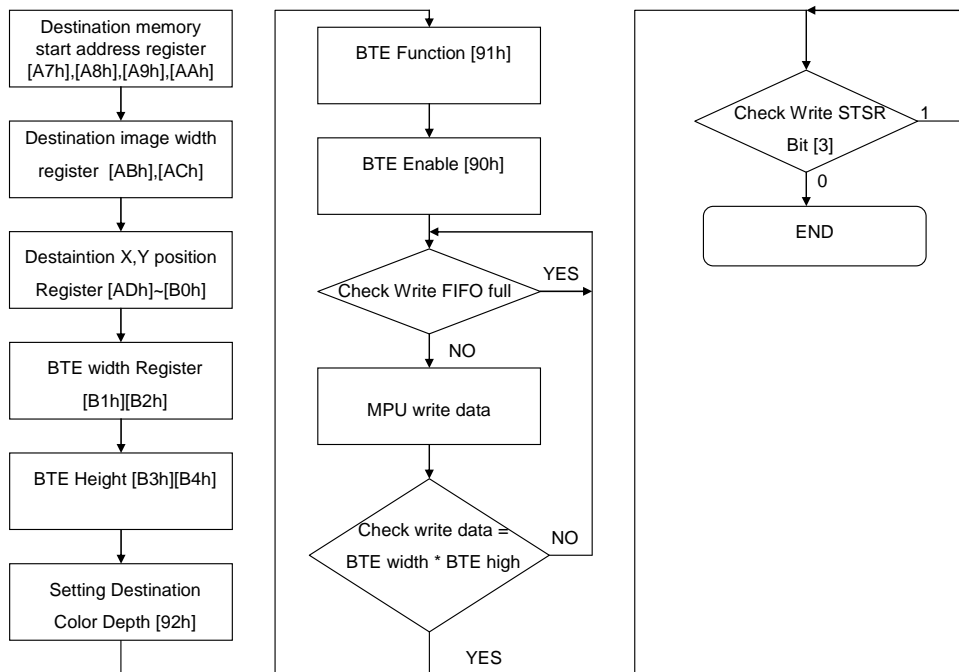 Destination memory
start address register
[A7h],[A8h],[A9h],[AAh]
Destination image width
register [ABh],[ACh]
Destaintion X,Y position
Register [ADh]~[B0h]
BTE width Register
[B1h][B2h]
BTE Height [B3h][B4h]
Setting Destination
Color Depth [92h]
BTE Function [91h]
BTE Enable [90h]
Check Write FIFO full
YES
NO
MPU write data
Check write data =
BTE width * BTE high
NO
YES
Check Write STSR
Bit [3]
1
0
END